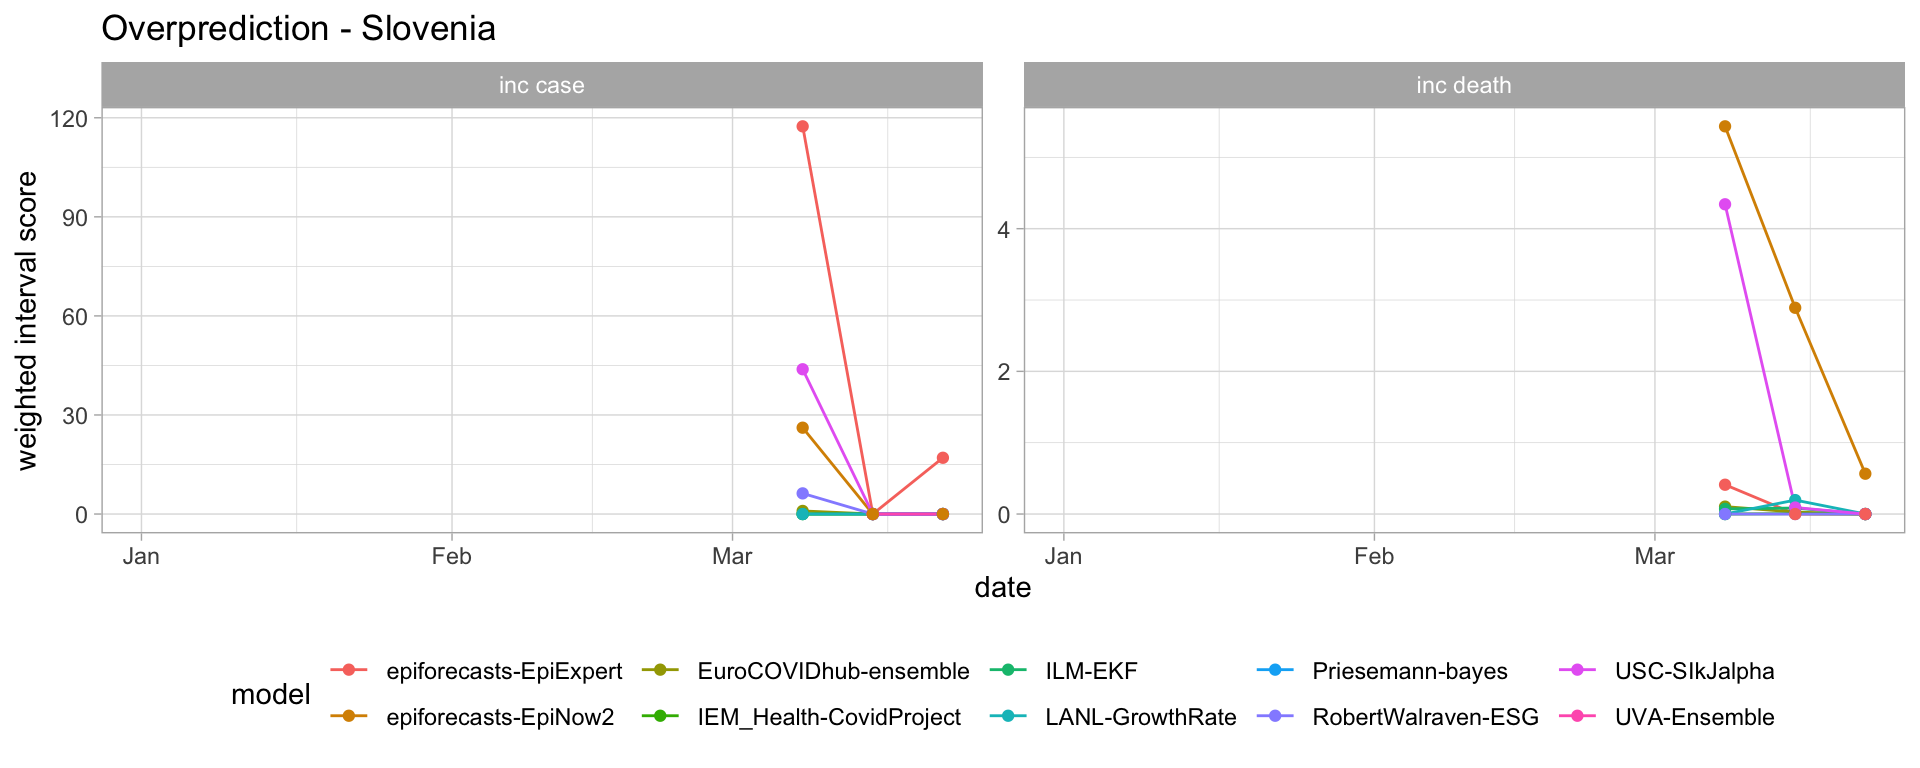 Overprediction - Slovenia
inc case
inc death
weighted interval score
120
90
60
30
0
4
2
0
Jan
Feb
Mar
Jan
Feb
Mar
date
model
epiforecasts-EpiExpert
EuroCOVIDhub-ensemble
ILM-EKF
Priesemann-bayes
USC-SIkJalpha
epiforecasts-EpiNow2
IEM_Health-CovidProject
LANL-GrowthRate
RobertWalraven-ESG
UVA-Ensemble